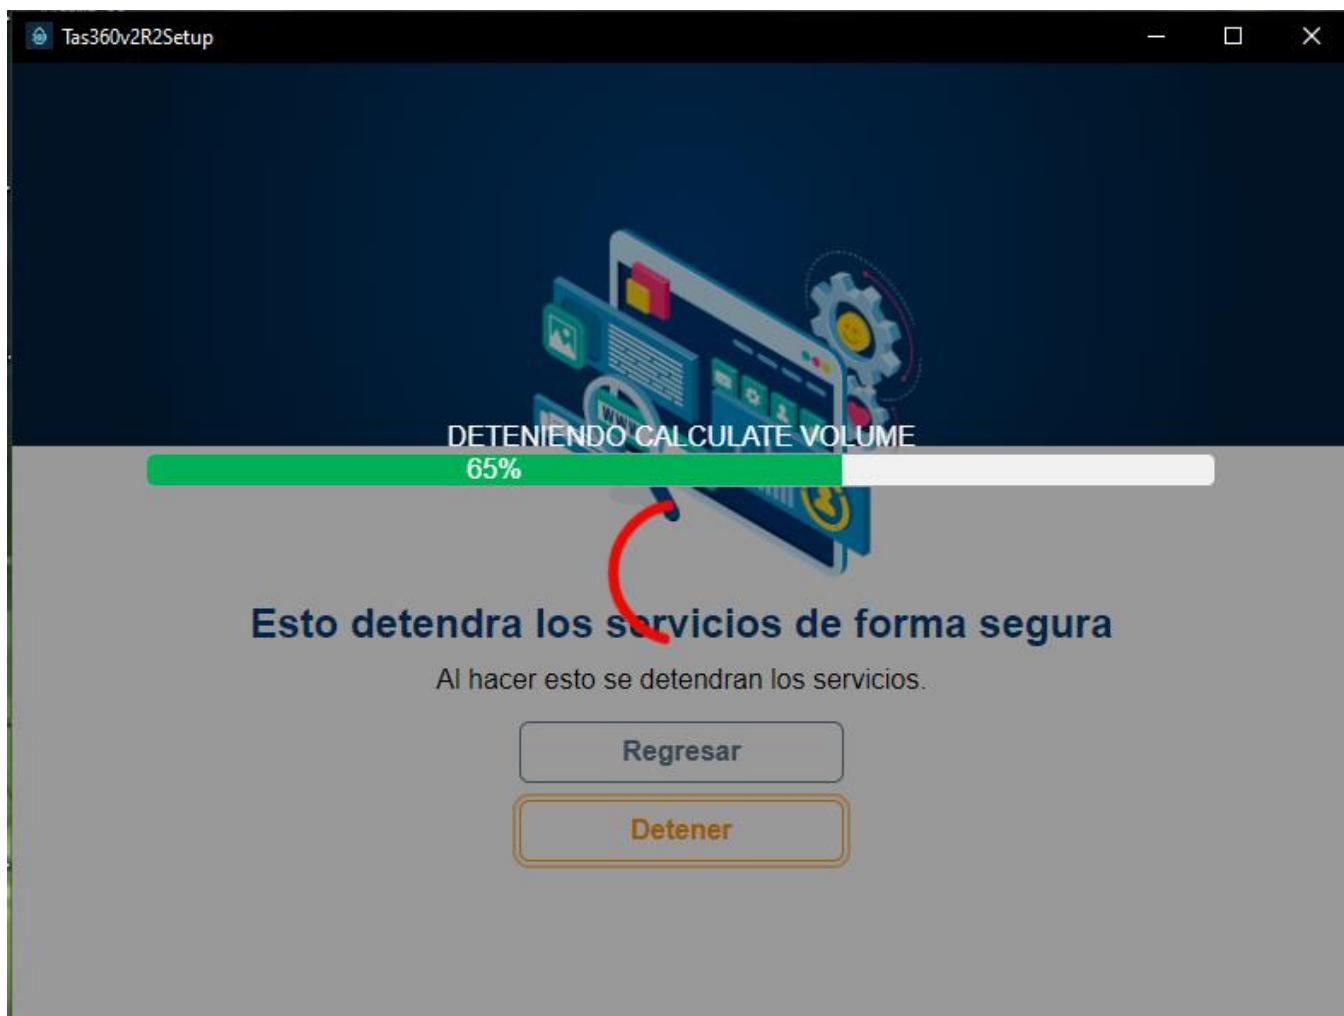 Tas360v2R2Setup
WWW
DETENIENDO CALCULATE VOLUME
65%
Esto detendra los servicios de forma segura
Al hacer esto se detendran los servicios.
Regresar
Detener